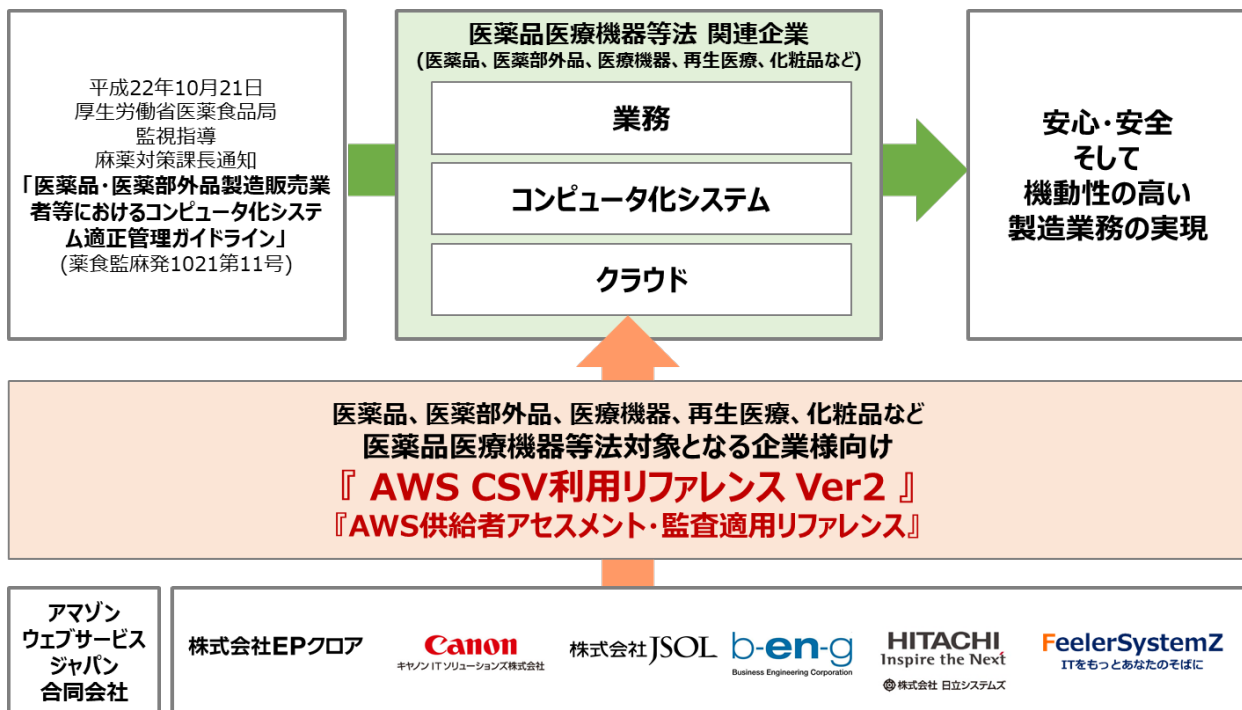 平成22年10月21日
厚生労働省医薬食品局
監視指導
麻薬対策課長通知
「医薬品・医薬部外品製造販売業
者等におけるコンピュータ化システ
ム適正管理ガイドライン」
(薬食監麻発1021第11号)
医薬品医療機器等法 関連企業
(医薬品、医薬部外品、医療機器、再生医療、化粧品など)
業務
コンピュータ化システム
クラウド
安心・安全
そして
機動性の高い
製造業務の実現
医薬品、医薬部外品、医療機器、再生医療、化粧品など
医薬品医療機器等法対象となる企業様向け
『 AWS CSV利用リファレンス Ver2 』
『AWS供給者アセスメント・監査適用リファレンス』
アマゾン
ウェブサービス
ジャパン
合同会社
株式会社EPクロア
Canon
キヤノン ITソリューションズ株式会社
株式会社JSOL
b-en-g
Business Engineering Corporation
HITACHI
Inspire the Next
株式会社 日立システムズ
FeelerSystemZ
ITをもっとあなたのそばに